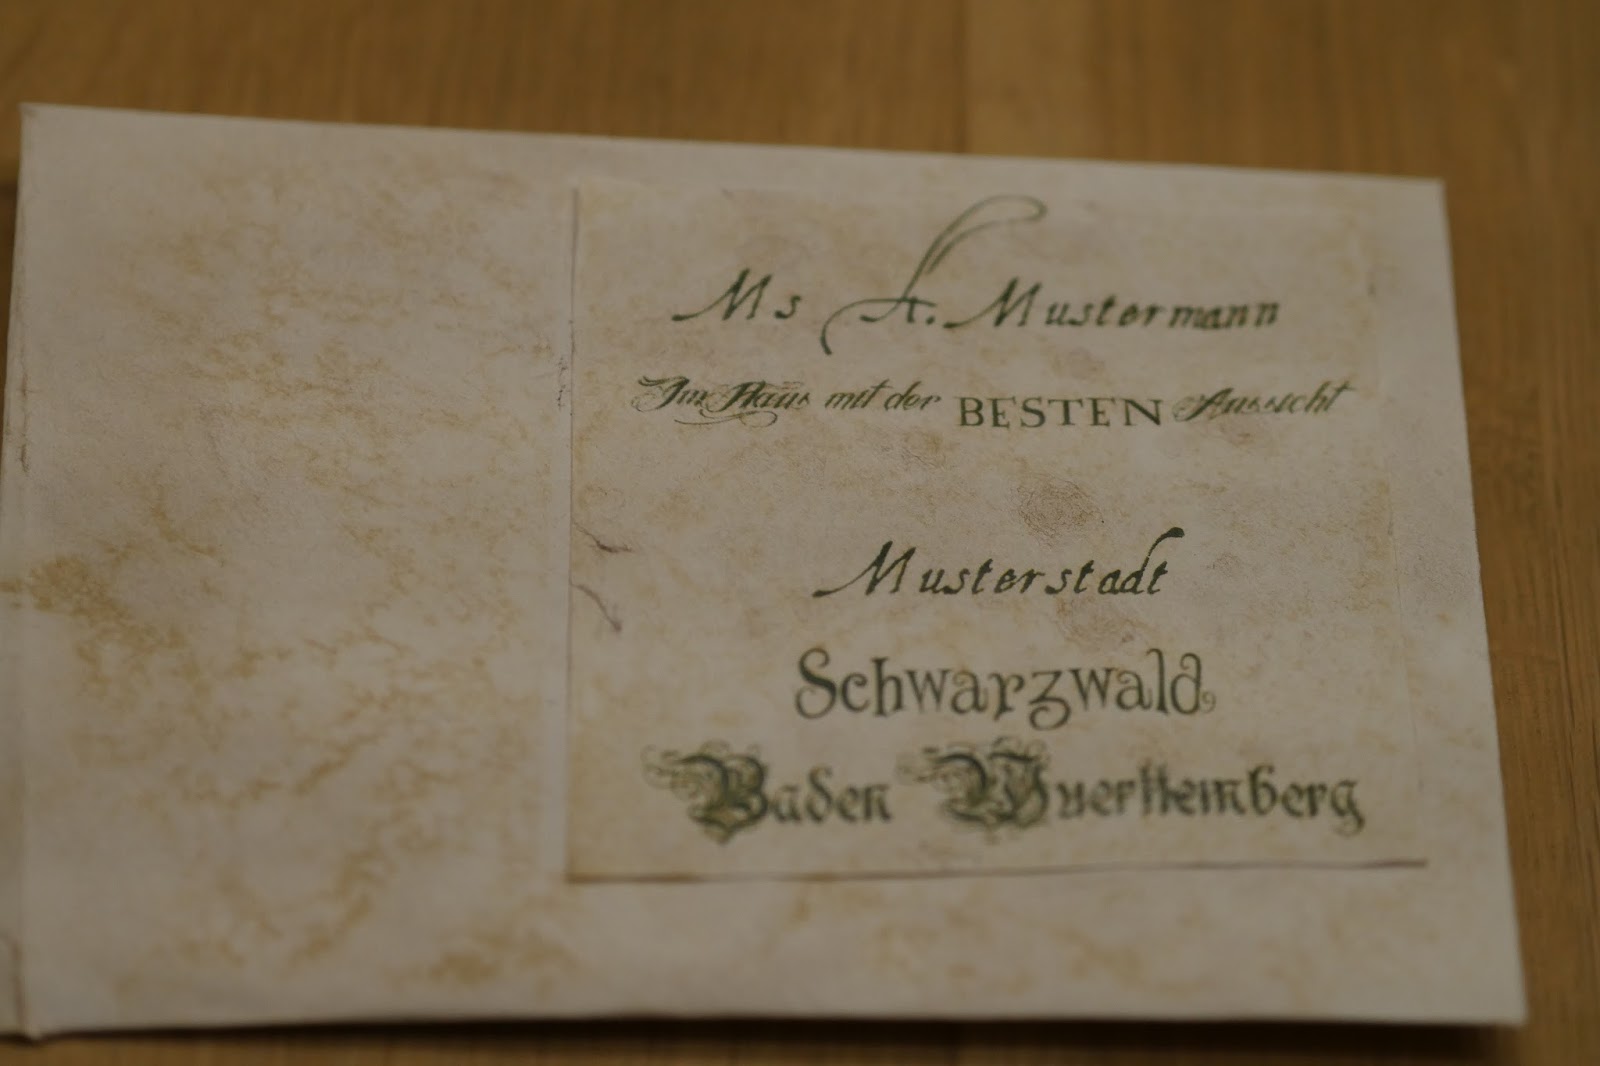 Ms A. Mustermann
Im Haus mit der BESTEN Aussicht
Musterstadt
Schwarzwald
Baden Wuerttemberg